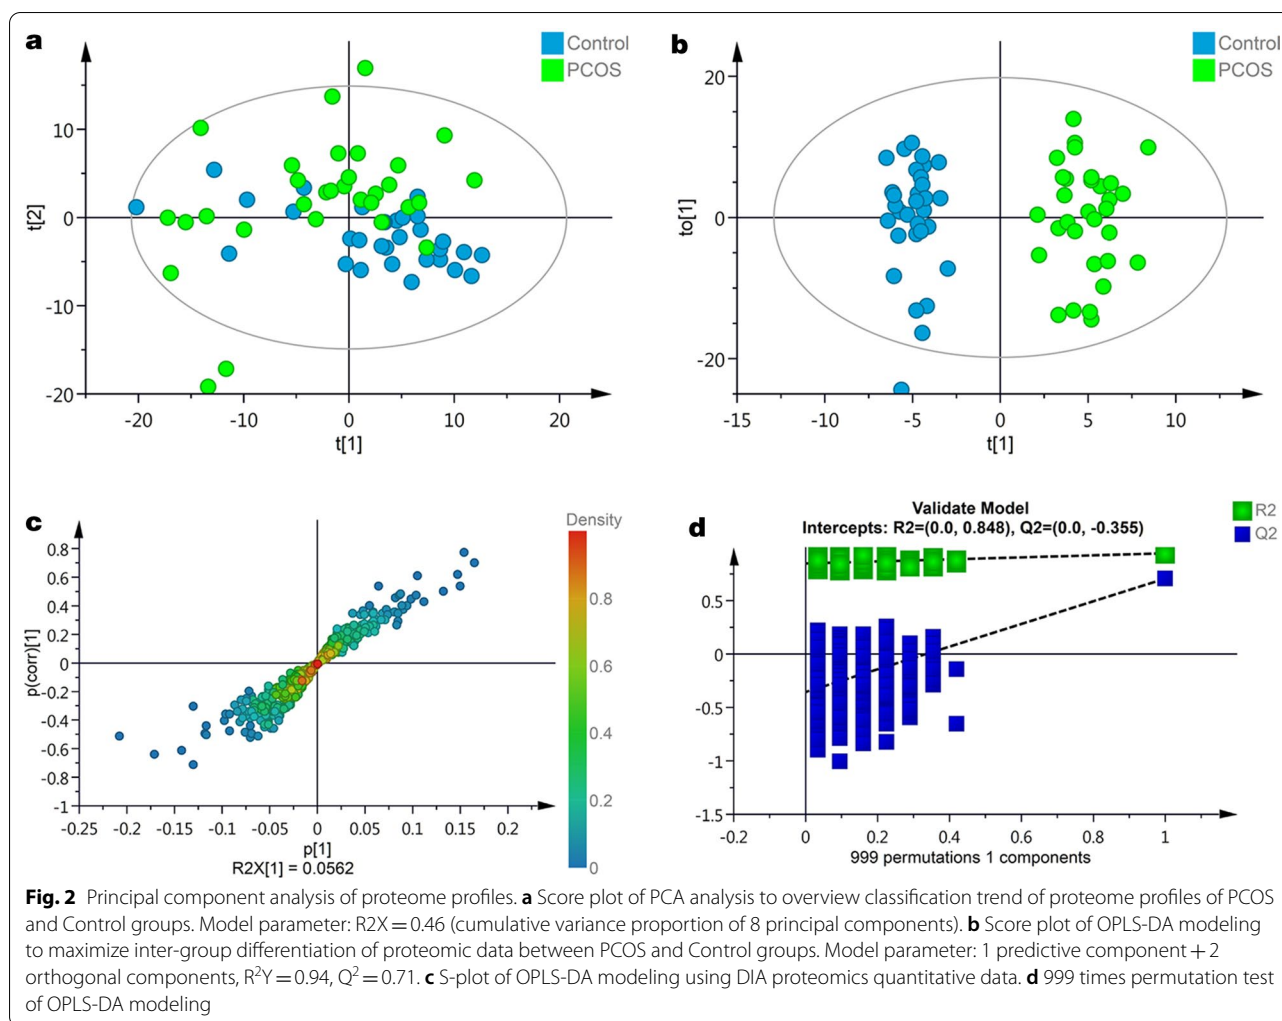 a
Control
PCOS
10
0
-10
-20
t[2]
-20
-10
0
10
20
t[1]
b
Control
PCOS
20
0
-20
to[1]
-15
-10
-5
0
5
10
t[1]
c
Density
0.8
0.6
0.4
0.2
0
-0.2
-0.4
-0.6
-0.8
-1
p(corr)[1]
-0.25
-0.2
-0.15
-0.1
-0.05
0
0.05
0.1
0.15
0.2
p[1]
R2X[1] = 0.0562
0.8
0.6
0.4
0.2
0
d
Validate Model
Intercepts: R2=(0.0, 0.848), Q2=(0.0, -0.355)
R2
Q2
0.5
0
-0.5
-1
-1.5
-0.2
0
0.2
0.4
0.6
0.8
1
999 permutations 1 components
Fig. 2 Principal component analysis of proteome profiles. a Score plot of PCA analysis to overview classification trend of proteome profiles of PCOS
and Control groups. Model parameter: R2X = 0.46 (cumulative variance proportion of 8 principal components). b Score plot of OPLS-DA modeling
to maximize inter-group differentiation of proteomic data between PCOS and Control groups. Model parameter: 1 predictive component + 2
orthogonal components, R²Y = 0.94, Q² = 0.71. c S-plot of OPLS-DA modeling using DIA proteomics quantitative data. d 999 times permutation test
of OPLS-DA modeling